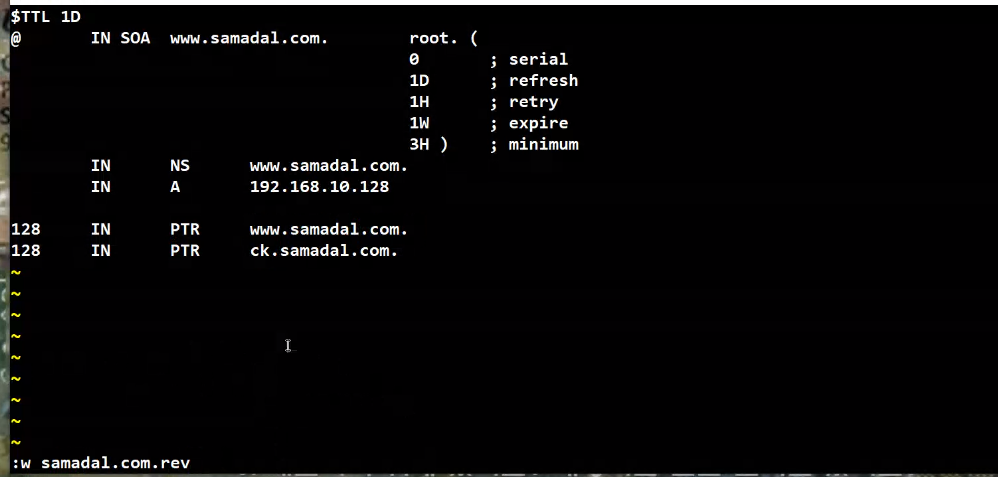 $TTL 1D
@ IN SOA www.samadal.com. root. (
0 ; serial
1D ; refresh
1H ; retry
1W ; expire
3H ) ; minimum
IN NS www.samadal.com.
IN A 192.168.10.128
128 IN PTR www.samadal.com.
128 IN PTR ck.samadal.com.
~
~
~
~
~
~
~
~
~
:w samadal.com.rev